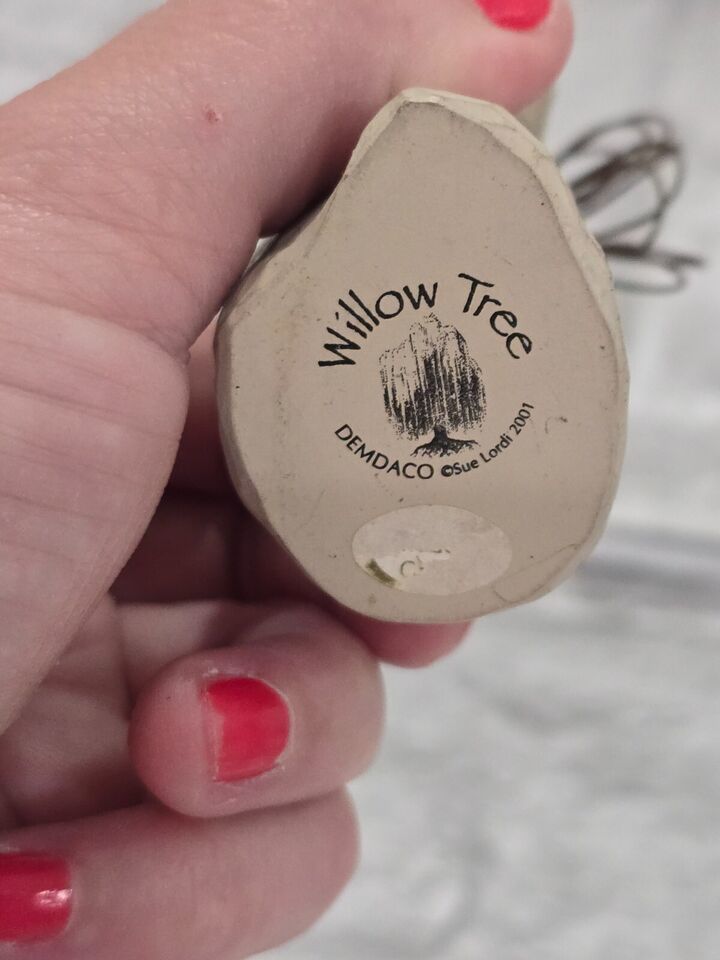 Willow Tree
DEMDACO ©Sue Lordi 2001